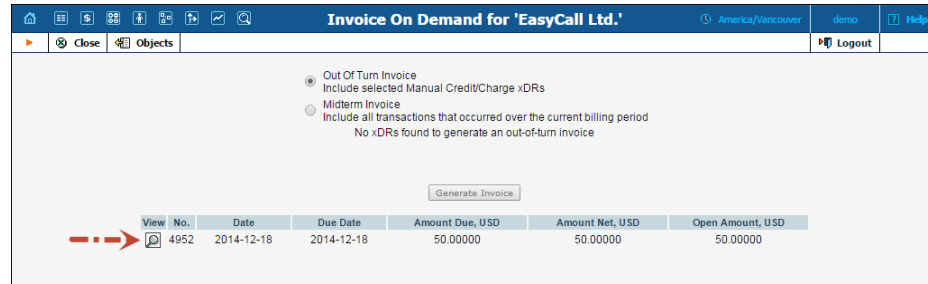 Invoice On Demand for 'EasyCall Ltd.' America/Vancouver demo ? Help
Close Objects Logout
Out Of Turn Invoice
Include selected Manual Credit/Charge xDRs
Midterm Invoice
Include all transactions that occurred over the current billing period
No xDRs found to generate an out-of-turn invoice
Generate Invoice
View No. Date Due Date Amount Due, USD Amount Net, USD Open Amount, USD
4952 2014-12-18 2014-12-18 50.00000 50.00000 50.00000